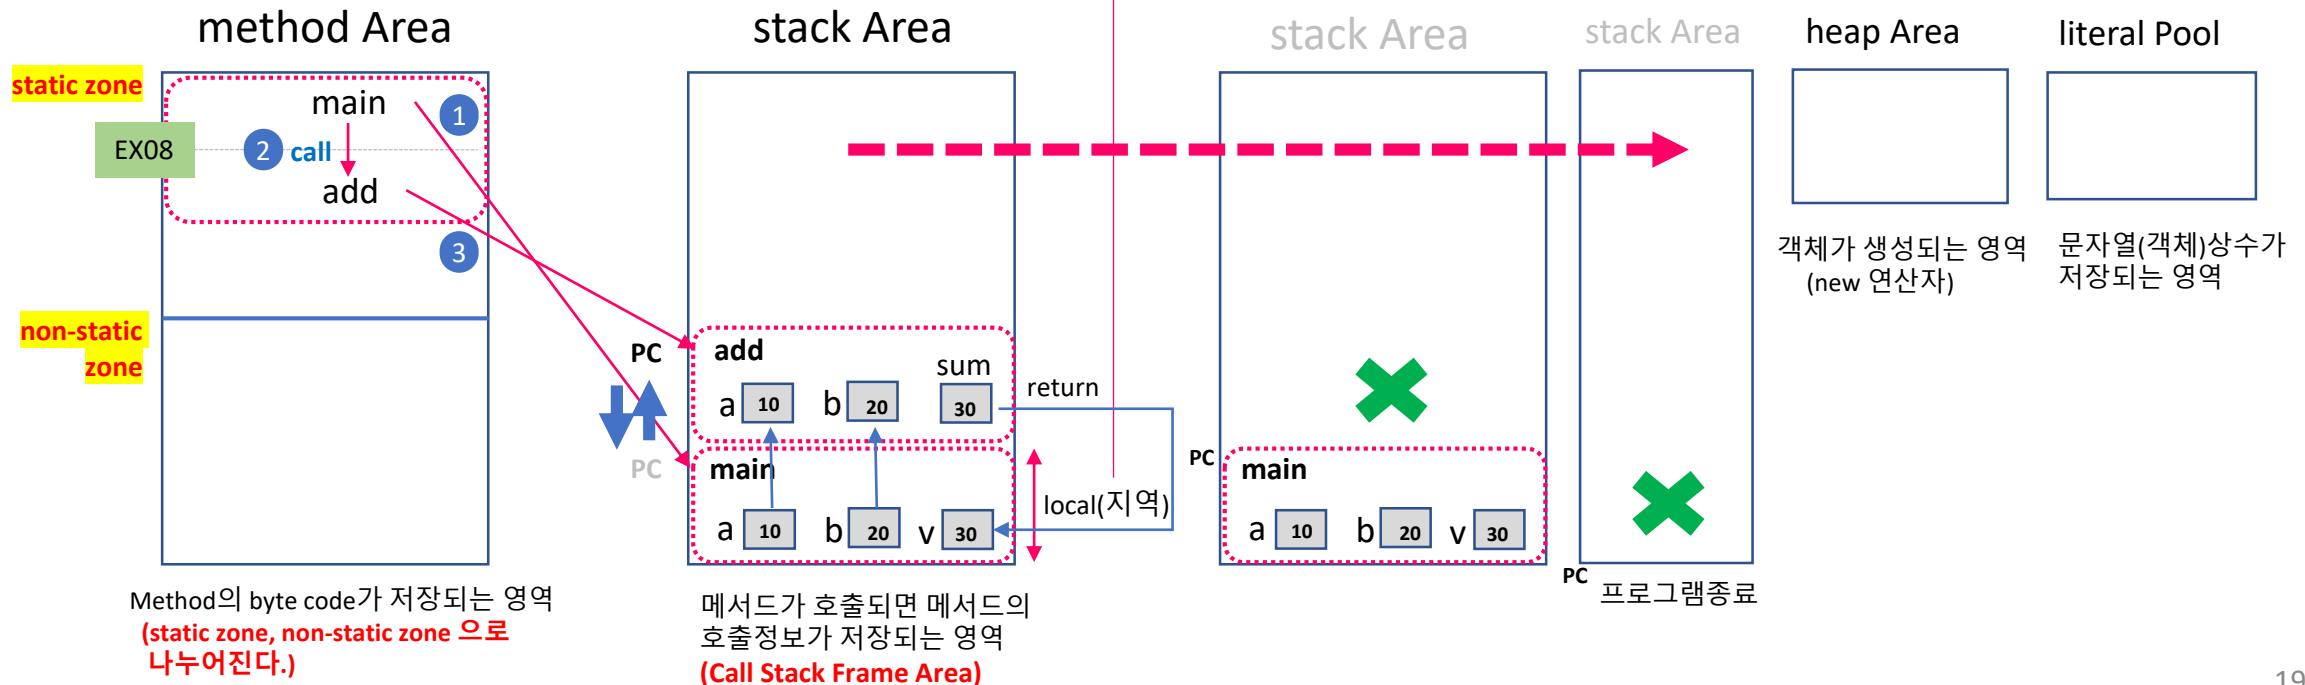 method Area
stack Area
stack Area
stack Area
heap Area
literal Pool
static zone
main
1
EX08
2 call
add
3
non-static
zone
PC
PC
add
sum
a 10 b 20 30
return
main
a 10 b 20 v 30
local(지역)
PC
main
a 10 b 20 v 30
PC
프로그램종료
객체가 생성되는 영역
(new 연산자)
문자열(객체)상수가
저장되는 영역
Method의 byte code가 저장되는 영역
(static zone, non-static zone 으로
나누어진다.)
메서드가 호출되면 메서드의
호출정보가 저장되는 영역
(Call Stack Frame Area)
19